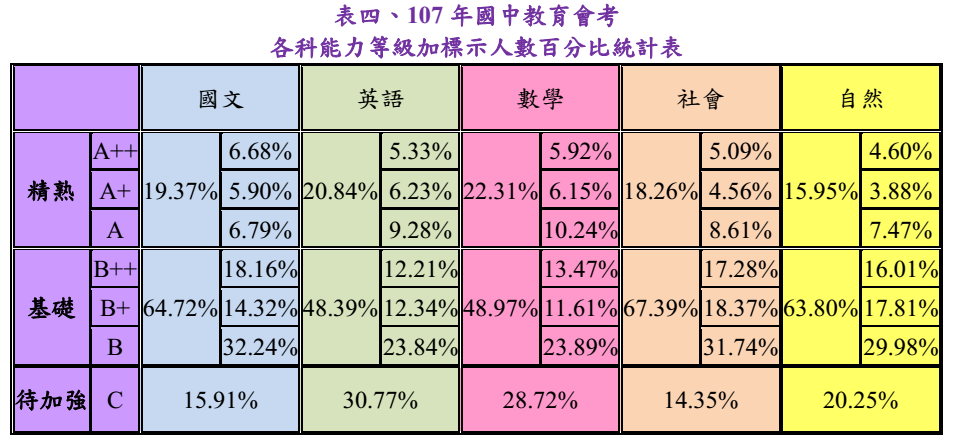 表四、107 年國中教育會考
各科能力等級加標示人數百分比統計表
國文 英語 數學 社會 自然
A++ 6.68% 5.33% 5.92% 5.09% 4.60%
精熟 A+ 19.37% 5.90% 20.84% 6.23% 22.31% 6.15% 18.26% 4.56% 15.95% 3.88%
A 6.79% 9.28% 10.24% 8.61% 7.47%
B++ 18.16% 12.21% 13.47% 17.28% 16.01%
基礎 B+ 64.72% 14.32% 48.39% 12.34% 48.97% 11.61% 67.39% 18.37% 63.80% 17.81%
B 32.24% 23.84% 23.89% 31.74% 29.98%
待加強 C 15.91% 30.77% 28.72% 14.35% 20.25%